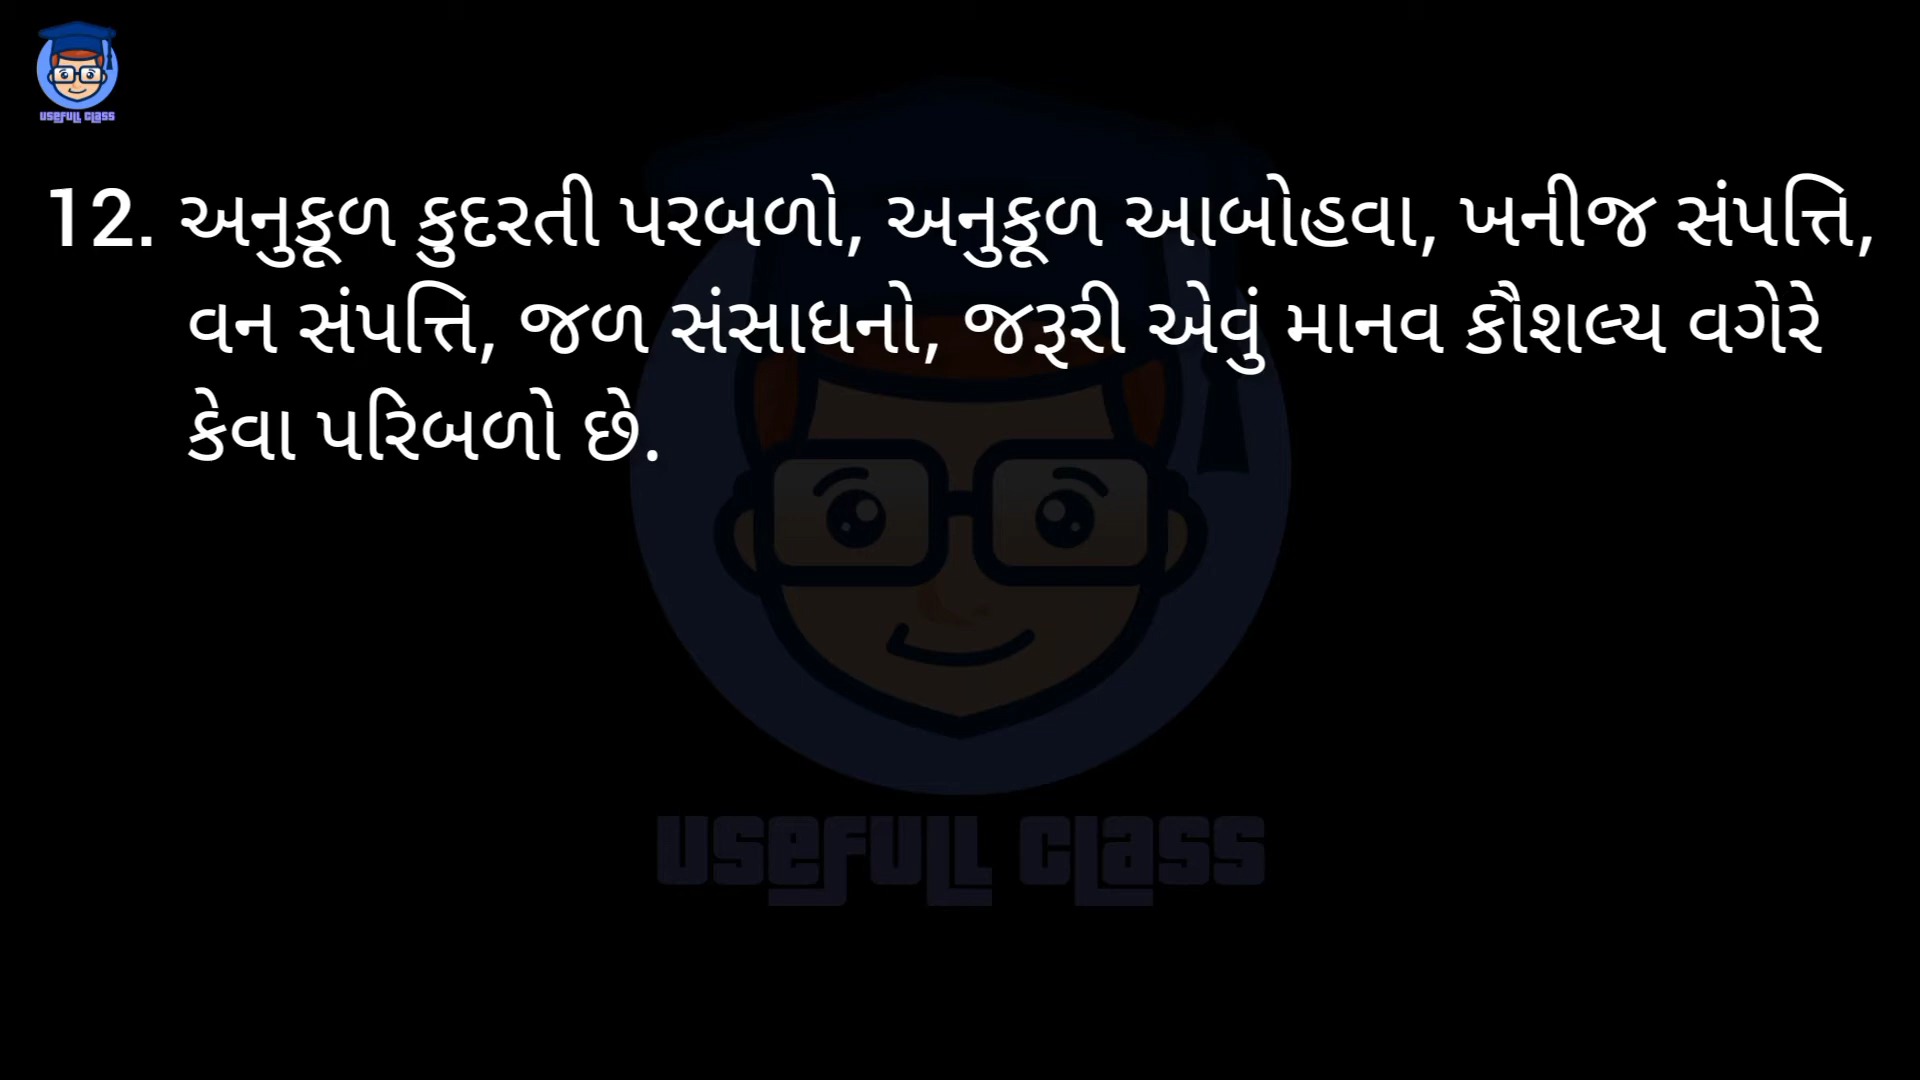 USEFULL CLASS
12. અનુકૂળ કુદરતી પરબળો, અનુકૂળ આબોહવા, ખનીજ સંપત્તિ,
વન સંપત્તિ, જળ સંસાધનો, જરૂરી એવું માનવ કૌશલ્ય વગેરે
કેવા પરિબળો છે.
USEFULL CLASS